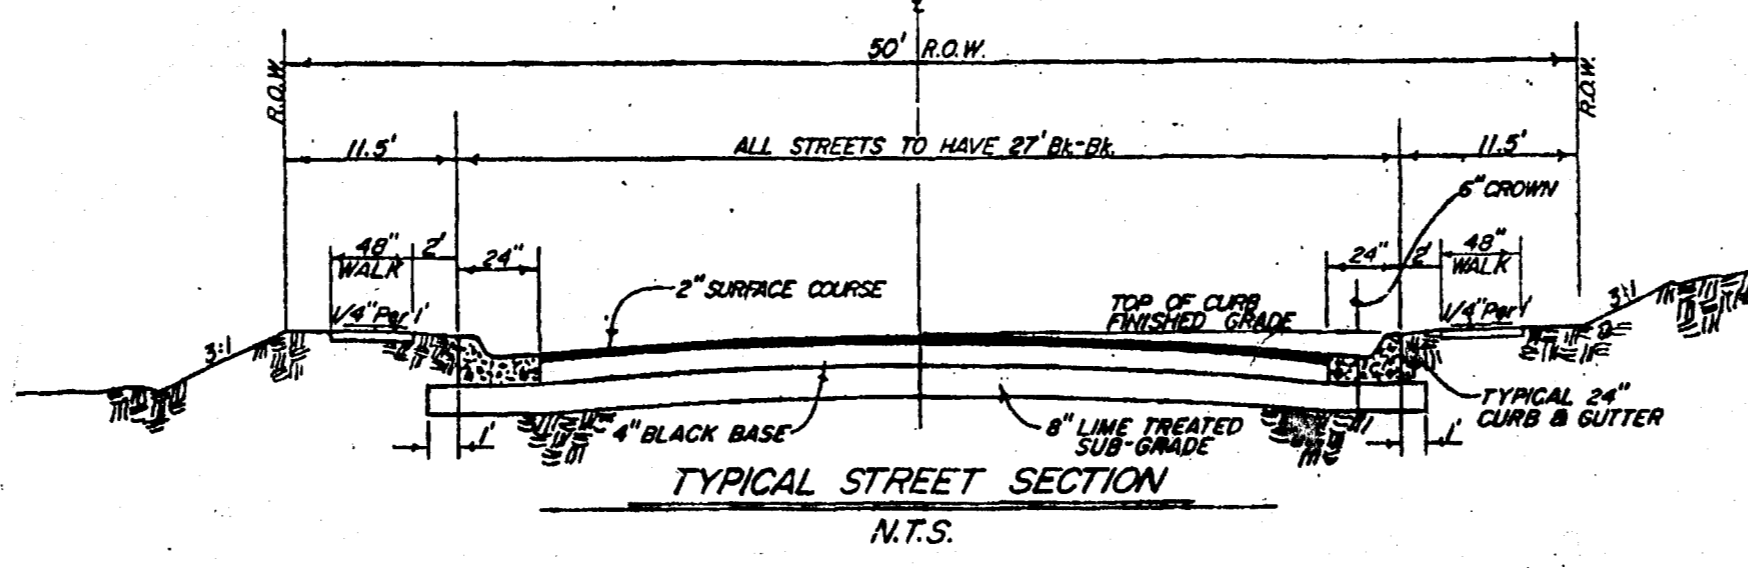 ℄
50' R.O.W.
R.O.W.
R.O.W.
11.5'
ALL STREETS TO HAVE 27' Bk-Bk.
11.5'
6" CROWN
48"
WALK
2'
24"
24"
2'
48"
WALK
2" SURFACE COURSE
TOP OF CURB
FINISHED GRADE
1/4" Per 1'
1/4" Per 1'
3:1
3:1
TYPICAL 24"
CURB & GUTTER
1'
4" BLACK BASE
8" LIME TREATED
SUB-GRADE
1'
TYPICAL STREET SECTION
N.T.S.